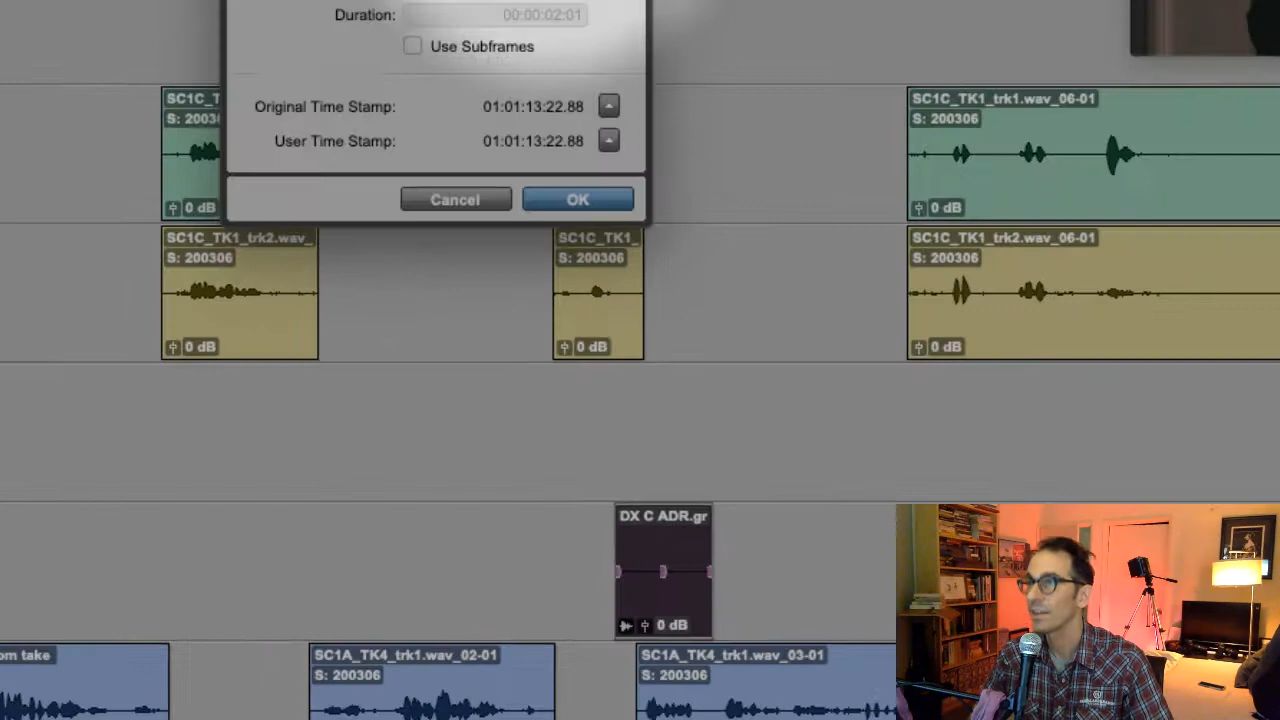 Duration: 00:00:02:01
Use Subframes
Original Time Stamp: 01:01:13:22.88
User Time Stamp: 01:01:13:22.88
Cancel OK
SC1C_T
S: 20030
0 dB
SC1C_TK1_trk1.wav_06-01
S: 200306
0 dB
SC1C_TK1_trk2.wav_
S: 200306
0 dB
SC1C_TK1_
S: 200306
0 dB
SC1C_TK1_trk2.wav_06-01
S: 200306
0 dB
DX C ADR.gr
0 dB
om take
SC1A_TK4_trk1.wav_02-01
S: 200306
SC1A_TK4_trk1.wav_03-01
S: 200306